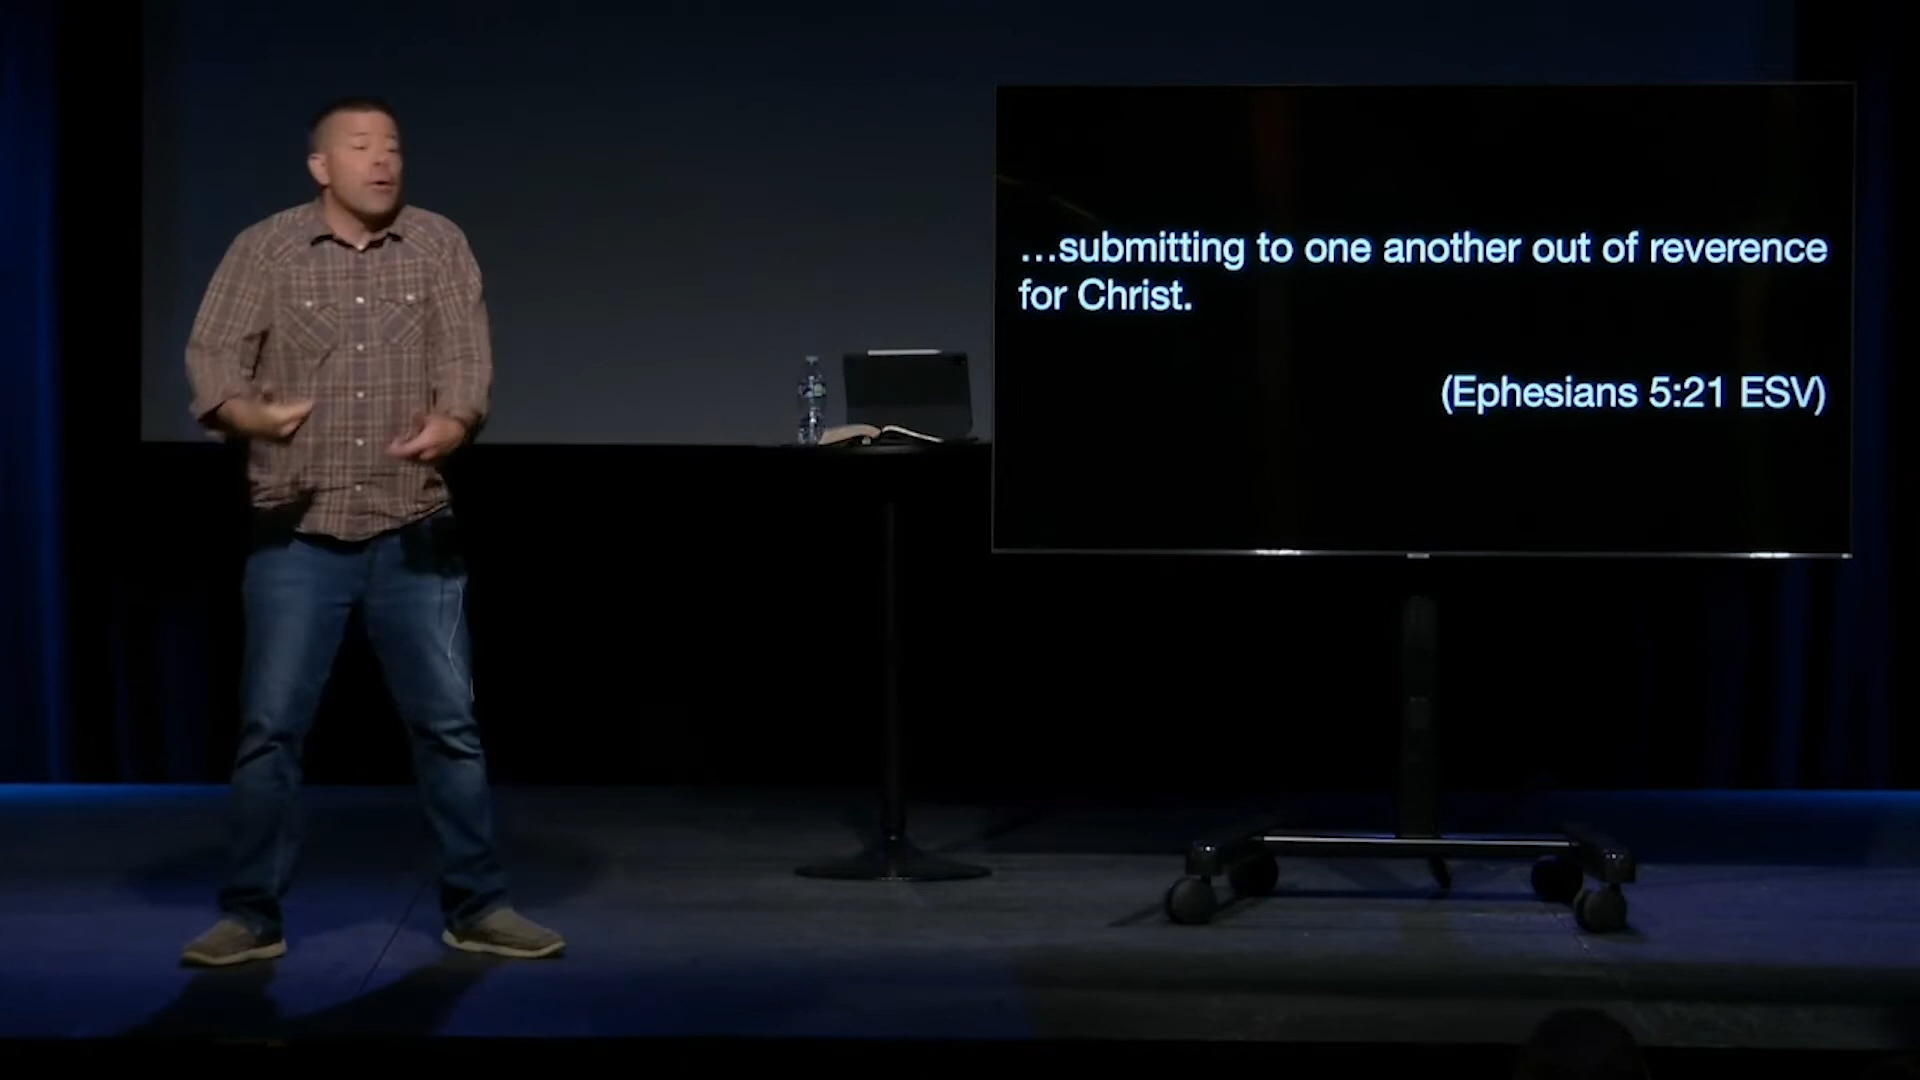 ...submitting to one another out of reverence
for Christ.
(Ephesians 5:21 ESV)